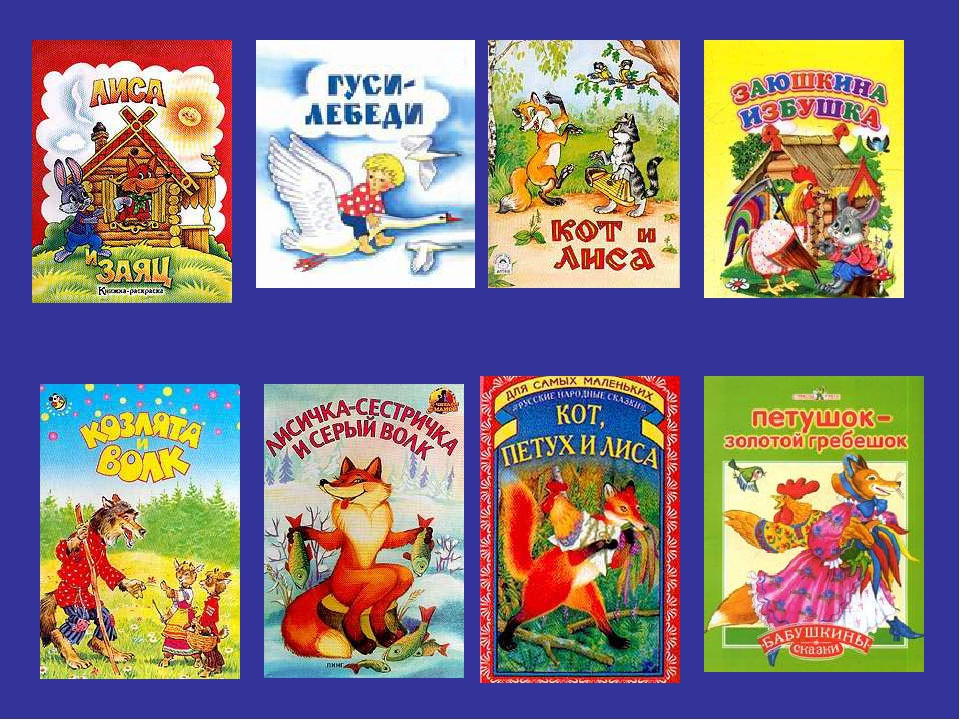 ЛИСА
И
ЗАЯЦ
Книжка-раскраска
ГУСИ-
ЛЕБЕДИ
КОТ И
ЛИСА
ЗАЮШКИНА
ИЗБУШКА
КОЗЛЯТА
И
ВОЛК
ЛИСИЧКА-СЕСТРИЧКА
И СЕРЫЙ ВОЛК
ДЛЯ САМЫХ МАЛЕНЬКИХ
РУССКИЕ НАРОДНЫЕ СКАЗКИ
КОТ,
ПЕТУХ И ЛИСА
ПЕТУШОК–
ЗОЛОТОЙ ГРЕБЕШОК
БАБУШКИНЫ
сказки